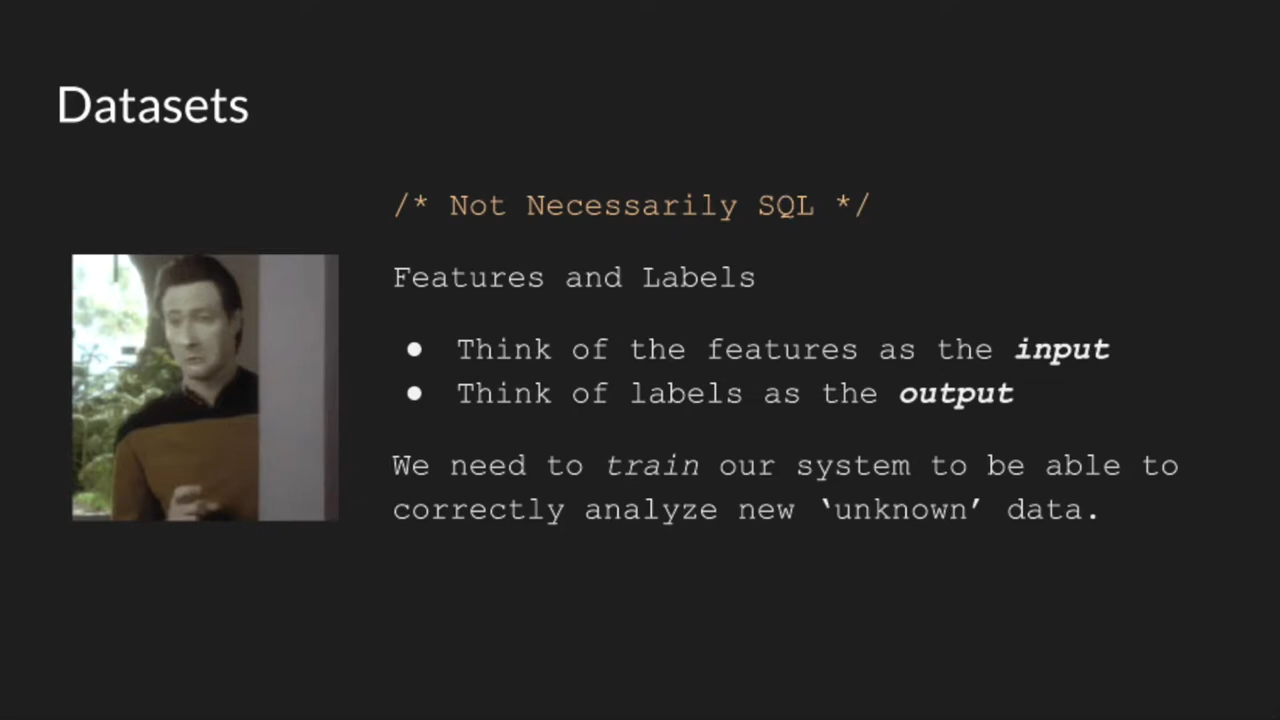 Datasets
/* Not Necessarily SQL */
Features and Labels
● Think of the features as the input
● Think of labels as the output
We need to train our system to be able to
correctly analyze new ‘unknown’ data.